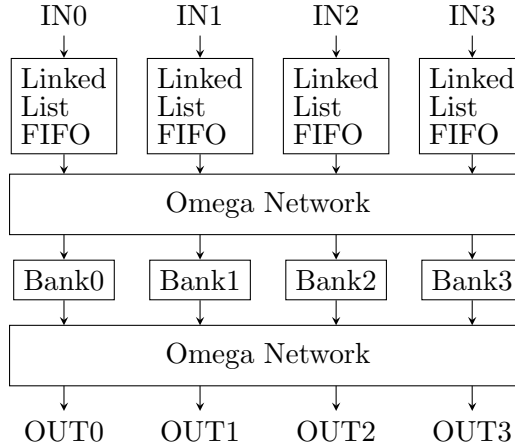 IN0 IN1 IN2 IN3
Linked Linked Linked Linked
List List List List
FIFO FIFO FIFO FIFO
Omega Network
Bank0 Bank1 Bank2 Bank3
Omega Network
OUT0 OUT1 OUT2 OUT3